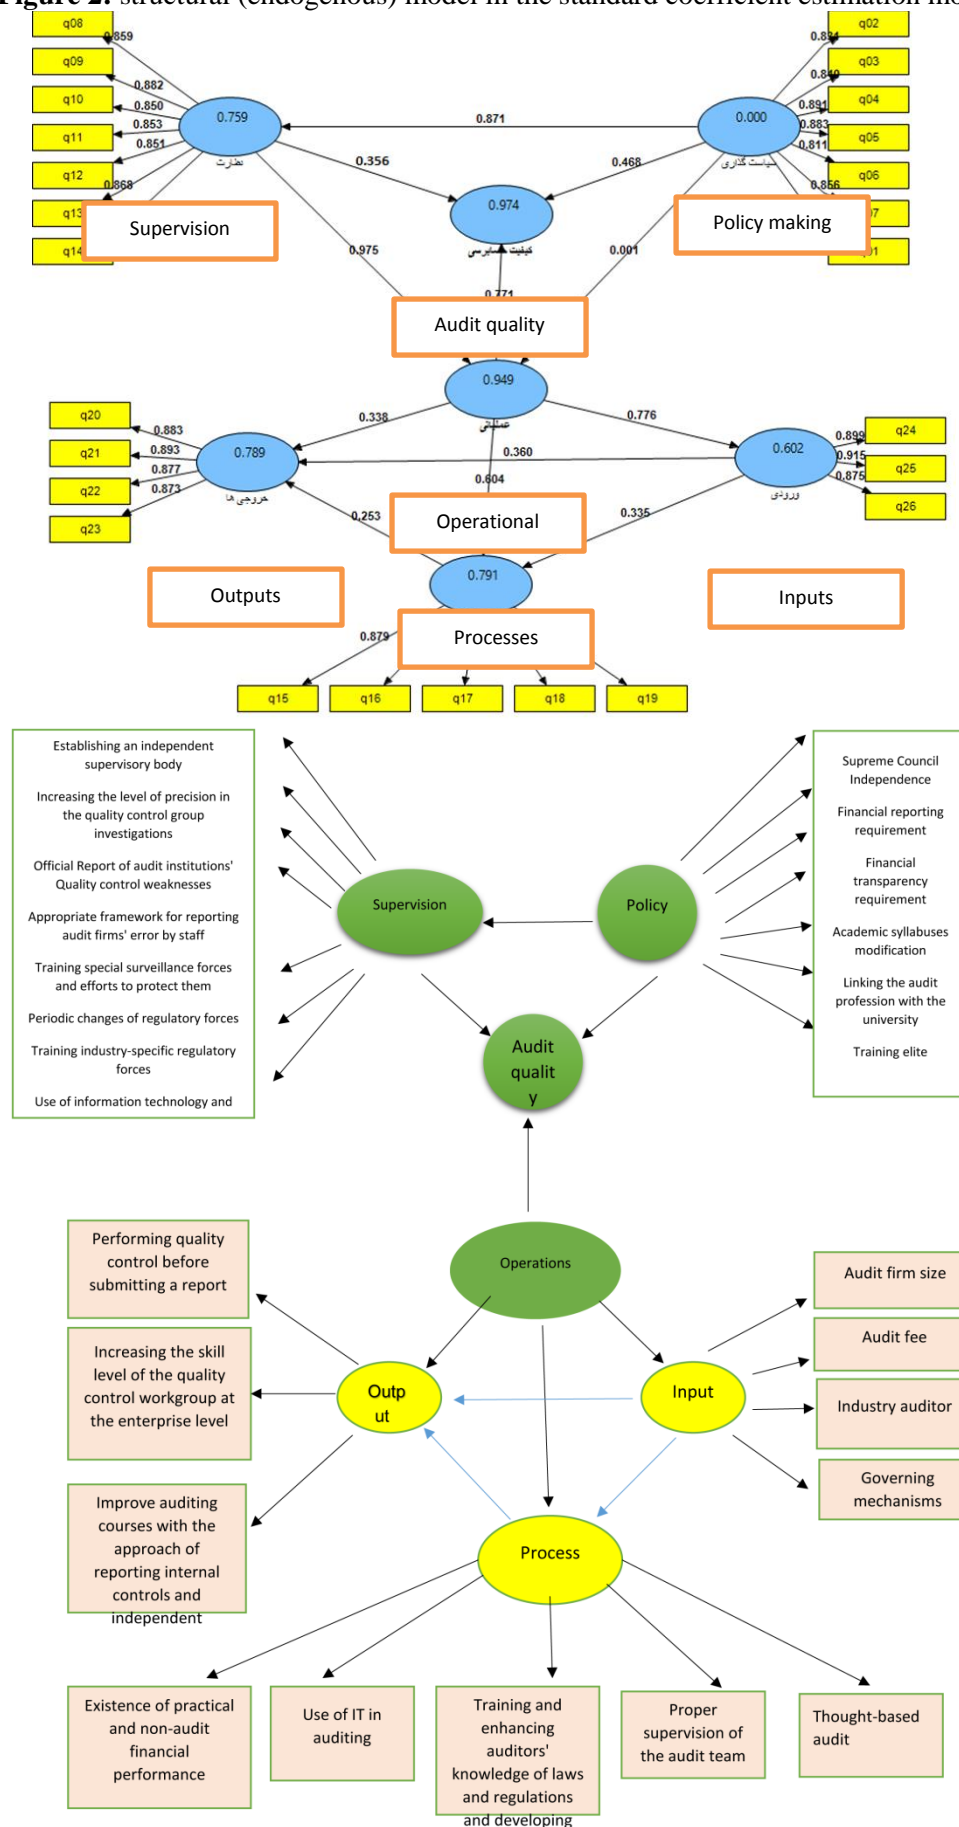 Figure 2: structural (endogenous) model in the standard coefficient estimation
q08
0.859
q09
0.882
q10
0.850
q11
0.853
0.851
q12
0.868
q13
q14
0.759
نظارت
0.871
0.000
سیاست گذاری
q02
q03
q04
0.891
0.883
q05
0.811
q06
0.856
0.356
0.468
0.974
کیفیت حسابرسی
Supervision
Policy making
0.975
0.001
0.771
Audit quality
0.949
عملیاتی
q20
0.883
q21
0.893
q22
0.877
0.873
q23
0.789
خروجی ها
0.338
0.776
0.360
0.604
0.602
ورودی
0.899
q24
0.915
q25
0.875
q26
0.253
0.335
Operational
0.791
Outputs
Inputs
Processes
0.879
q15
q16
q17
q18
q19
Establishing an independent
supervisory body
Increasing the level of precision in
the quality control group
investigations
Official Report of audit institutions'
Quality control weaknesses
Appropriate framework for reporting
audit firms' error by staff
Training special surveillance forces
and efforts to protect them
Periodic changes of regulatory forces
Training industry-specific regulatory
forces
Use of information technology and
Supervision
Policy
Supreme Council
Independence
Financial reporting
requirement
Financial
transparency
requirement
Academic syllabuses
modification
Linking the audit
profession with the
university
Training elite
Audit
qualit
y
Operations
Performing quality
control before
submitting a report
Increasing the skill
level of the quality
control workgroup at
the enterprise level
Improve auditing
courses with the
approach of
reporting internal
controls and
independent
Outp
ut
Input
Audit firm size
Audit fee
Industry auditor
Governing
mechanisms
Process
Existence of practical
and non-audit
financial
performance
Use of IT in
auditing
Training and
enhancing
auditors'
knowledge of laws
and regulations
and developing
Proper
supervision of
the audit team
Thought-based
audit